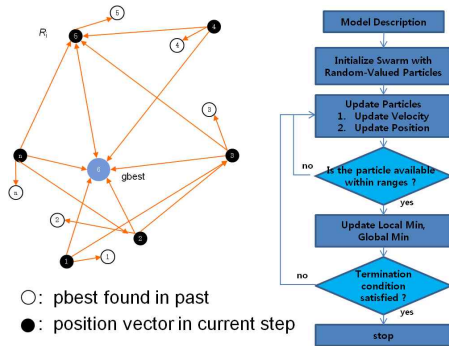 5
R_i
5
4
4
3
3
n
a
G
gbest
2
2
1
1
○: pbest found in past
●: position vector in current step
Model Description
Initialize Swarm with
Random-Valued Particles
Update Particles
1. Update Velocity
2. Update Position
no
Is the particle available
within ranges ?
yes
Update Local Min,
Global Min
no
Termination
condition
satisfied ?
yes
stop